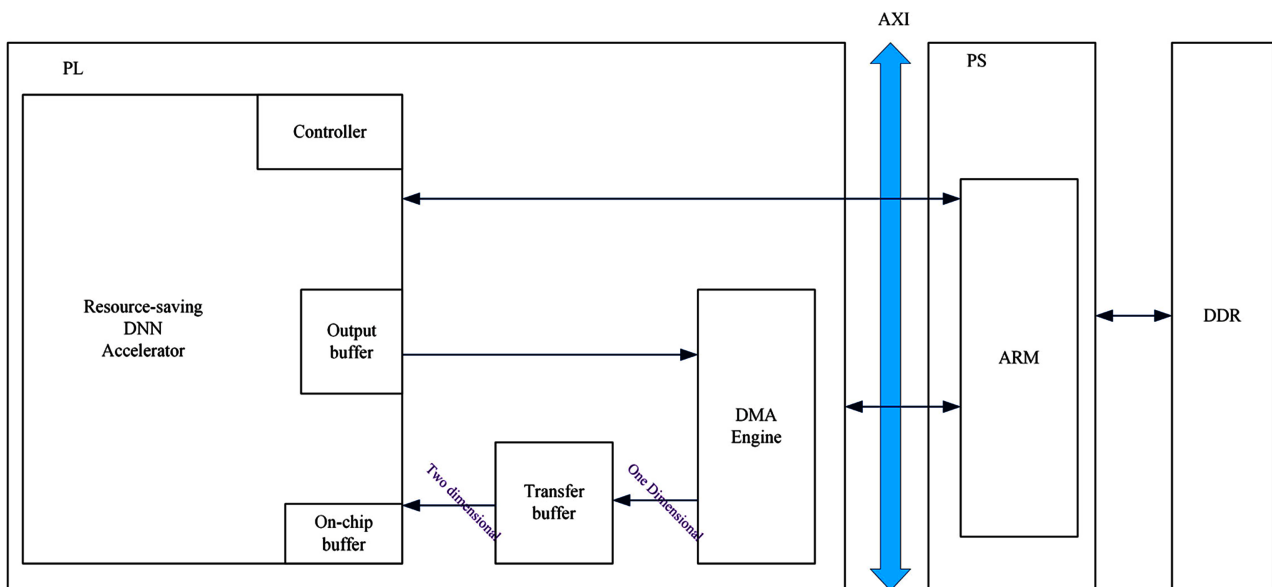 AXI
PL
PS
Controller
Resource-saving
DNN
Accelerator
Output
buffer
DDR
ARM
DMA
Engine
Two dimensional
One Dimensional
Transfer
buffer
On-chip
buffer